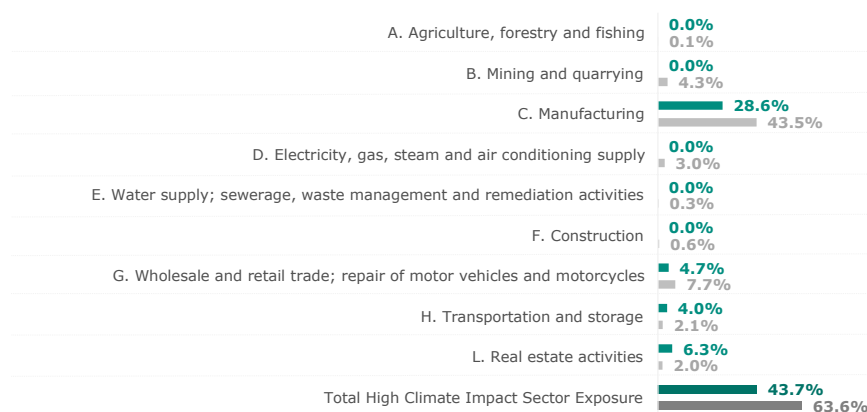 A. Agriculture, forestry and fishing
0.0%
0.1%
B. Mining and quarrying
0.0%
4.3%
C. Manufacturing
28.6%
43.5%
D. Electricity, gas, steam and air conditioning supply
0.0%
3.0%
E. Water supply; sewerage, waste management and remediation activities
0.0%
0.3%
F. Construction
0.0%
0.6%
G. Wholesale and retail trade; repair of motor vehicles and motorcycles
4.7%
7.7%
H. Transportation and storage
4.0%
2.1%
L. Real estate activities
6.3%
2.0%
Total High Climate Impact Sector Exposure
43.7%
63.6%